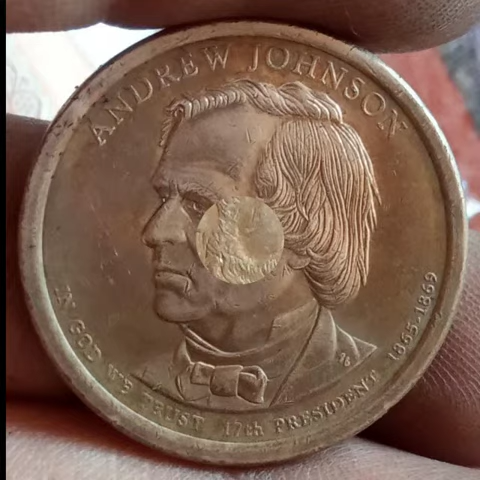 ANDREW JOHNSON
IN GOD WE TRUST
17th PRESIDENT
1865-1869